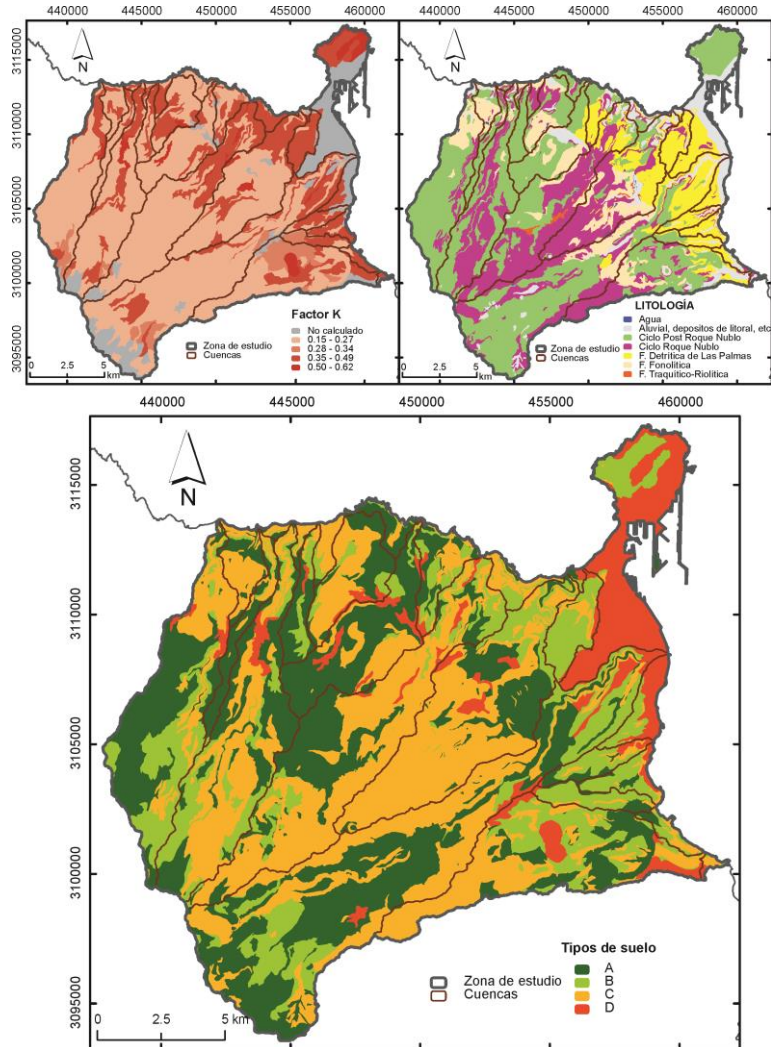 440000 445000 450000 455000 460000
3115000
3110000
3105000
3100000
3095000
N
Factor K
No calculado
0.15 - 0.27
0.28 - 0.34
0.35 - 0.49
0.50 - 0.62
Zona de estudio
Cuencas
0 2.5 5
km
440000 445000 450000 455000 460000
N
LITOLOGÍA
Agua
Aluvial, depositos de litoral, etc
Ciclo Post Roque Nublo
Ciclo Roque Nublo
F. Detrítica de Las Palmas
F. Fonolítica
F. Traquítico-Riolítica
Zona de estudio
Cuencas
0 2.5 5
km
440000 445000 450000 455000 460000
3115000
3110000
3105000
3100000
3095000
N
Tipos de suelo
A
B
C
D
Zona de estudio
Cuencas
0 2.5 5 km